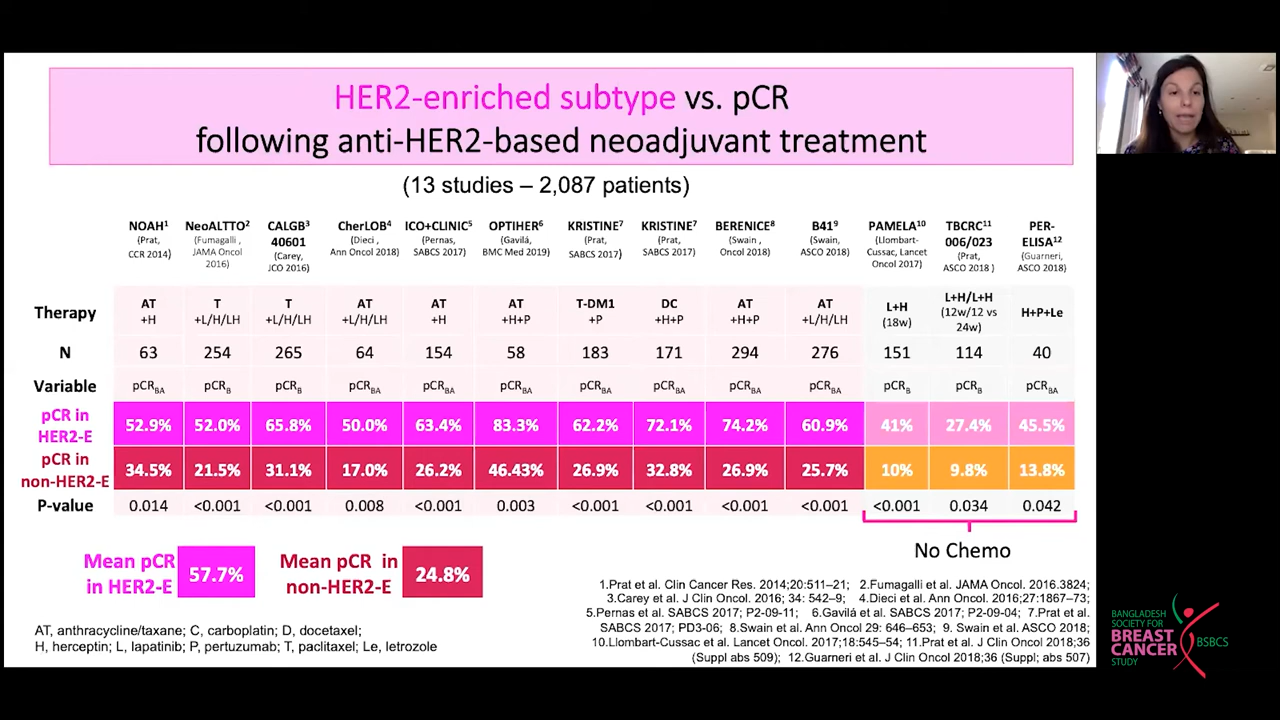 HER2-enriched subtype vs. pCR
following anti-HER2-based neoadjuvant treatment
(13 studies – 2,087 patients)
NOAH1 NeoALTTO2 CALGB3 CherLOB4 ICO+CLINIC5 OPTIHER6 KRISTINE7 KRISTINE7 BERENICE8 B419 PAMELA10 TBCRC11 PER-
(Prat, (Fumagalli , 40601 (Dieci , (Pernas, (Gavilá, (Prat, (Prat, (Swain , (Swain, (Llombart- 006/023 ELISA12
CCR 2014) JAMA Oncol (Carey, Ann Oncol 2018) SABCS 2017) BMC Med 2019) SABCS 2017) SABCS 2017) Oncol 2018) ASCO 2018) Cussac, Lancet (Prat, (Guarneri,
2016) JCO 2016) Oncol 2017) ASCO 2018 ) ASCO 2018)
Therapy AT T T AT AT AT T-DM1 DC AT AT L+H L+H/L+H H+P+Le
+H +L/H/LH +L/H/LH +L/H/LH +H +H+P +P +H+P +H+P +L/H/LH (18w) (12w/12 vs
24w)
N 63 254 265 64 154 58 183 171 294 276 151 114 40
Variable pCRBA pCRB pCRB pCRBA pCRBA pCRBA pCRBA pCRBA pCRBA pCRBA pCRB pCRB pCRBA
pCR in
HER2-E 52.9% 52.0% 65.8% 50.0% 63.4% 83.3% 62.2% 72.1% 74.2% 60.9% 41% 27.4% 45.5%
pCR in
non-HER2-E 34.5% 21.5% 31.1% 17.0% 26.2% 46.43% 26.9% 32.8% 26.9% 25.7% 10% 9.8% 13.8%
P-value 0.014 <0.001 <0.001 0.008 <0.001 0.003 <0.001 <0.001 <0.001 <0.001 <0.001 0.034 0.042
No Chemo
Mean pCR
in HER2-E 57.7%
Mean pCR in
non-HER2-E 24.8%
AT, anthracycline/taxane; C, carboplatin; D, docetaxel;
H, herceptin; L, lapatinib; P, pertuzumab; T, paclitaxel; Le, letrozole
1.Prat et al. Clin Cancer Res. 2014;20:511–21; 2.Fumagalli et al. JAMA Oncol. 2016.3824;
3.Carey et al. J Clin Oncol. 2016; 34: 542–9; 4.Dieci et al. Ann Oncol. 2016;27:1867–73;
5.Pernas et al. SABCS 2017; P2-09-11; 6.Gavilá et al. SABCS 2017; P2-09-04; 7.Prat et al.
SABCS 2017; PD3-06; 8.Swain et al. Ann Oncol 29: 646–653; 9. Swain et al. ASCO 2018;
10.Llombart-Cussac et al. Lancet Oncol. 2017;18:545–54; 11.Prat et al. J Clin Oncol 2018;36
(Suppl abs 509); 12.Guarneri et al. J Clin Oncol 2018;36 (Suppl; abs 507)
BANGLADESH
SOCIETY FOR
BREAST
CANCER
STUDY
BSBCS